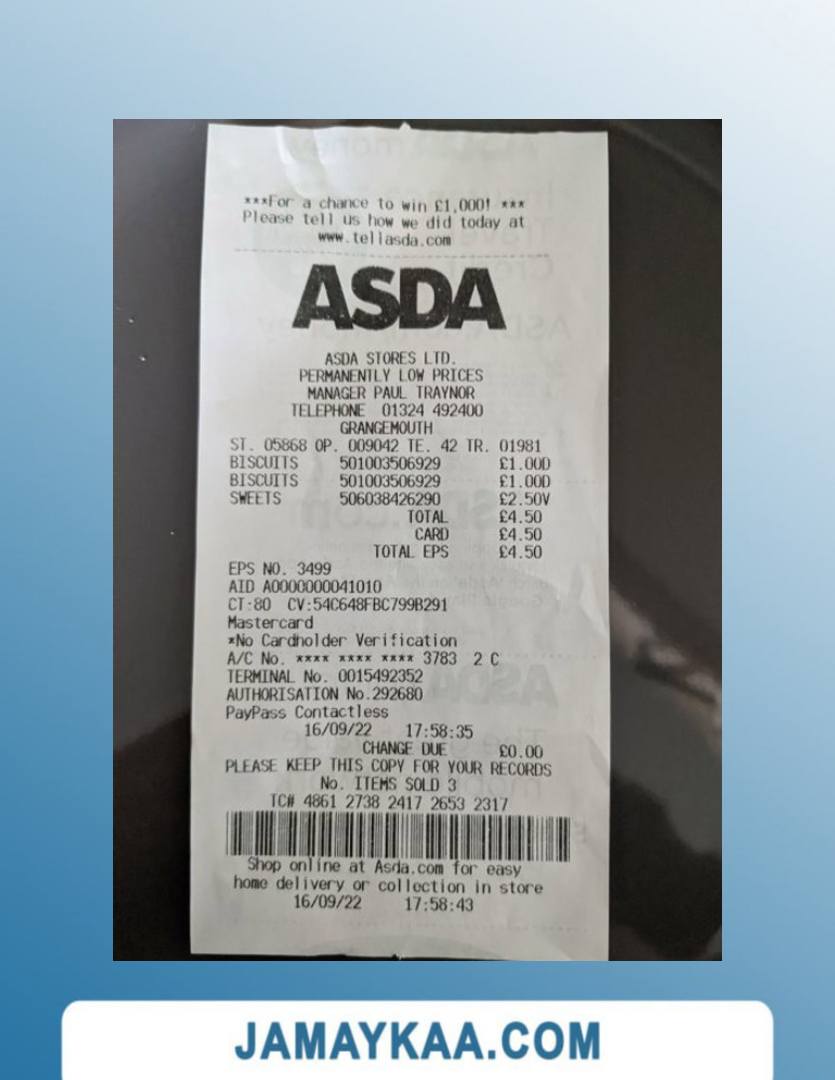 ***For a chance to win £1,000! ***
Please tell us how we did today at
www.tellasda.com
ASDA
ASDA STORES LTD.
PERMANENTLY LOW PRICES
MANAGER PAUL TRAYNOR
TELEPHONE 01324 492400
GRANGEMOUTH
ST. 05868 OP. 009042 TE. 42 TR. 01981
BISCUITS 501003506929 £1.00D
BISCUITS 501003506929 £1.00D
SWEETS 506038426290 £2.50V
TOTAL £4.50
CARD £4.50
TOTAL EPS £4.50
EPS NO. 3499
AID A0000000041010
CT:80 CV:54C648FBC799B291
Mastercard
*No Cardholder Verification
A/C No. **** **** **** 3783 2 C
TERMINAL No. 0015492352
AUTHORISATION No.292680
PayPass Contactless
16/09/22 17:58:35
CHANGE DUE £0.00
PLEASE KEEP THIS COPY FOR YOUR RECORDS
No. ITEMS SOLD 3
TC# 4861 2738 2417 2653 2317
Shop online at Asda.com for easy
home delivery or collection in store
16/09/22 17:58:43
JAMAYKAA.COM